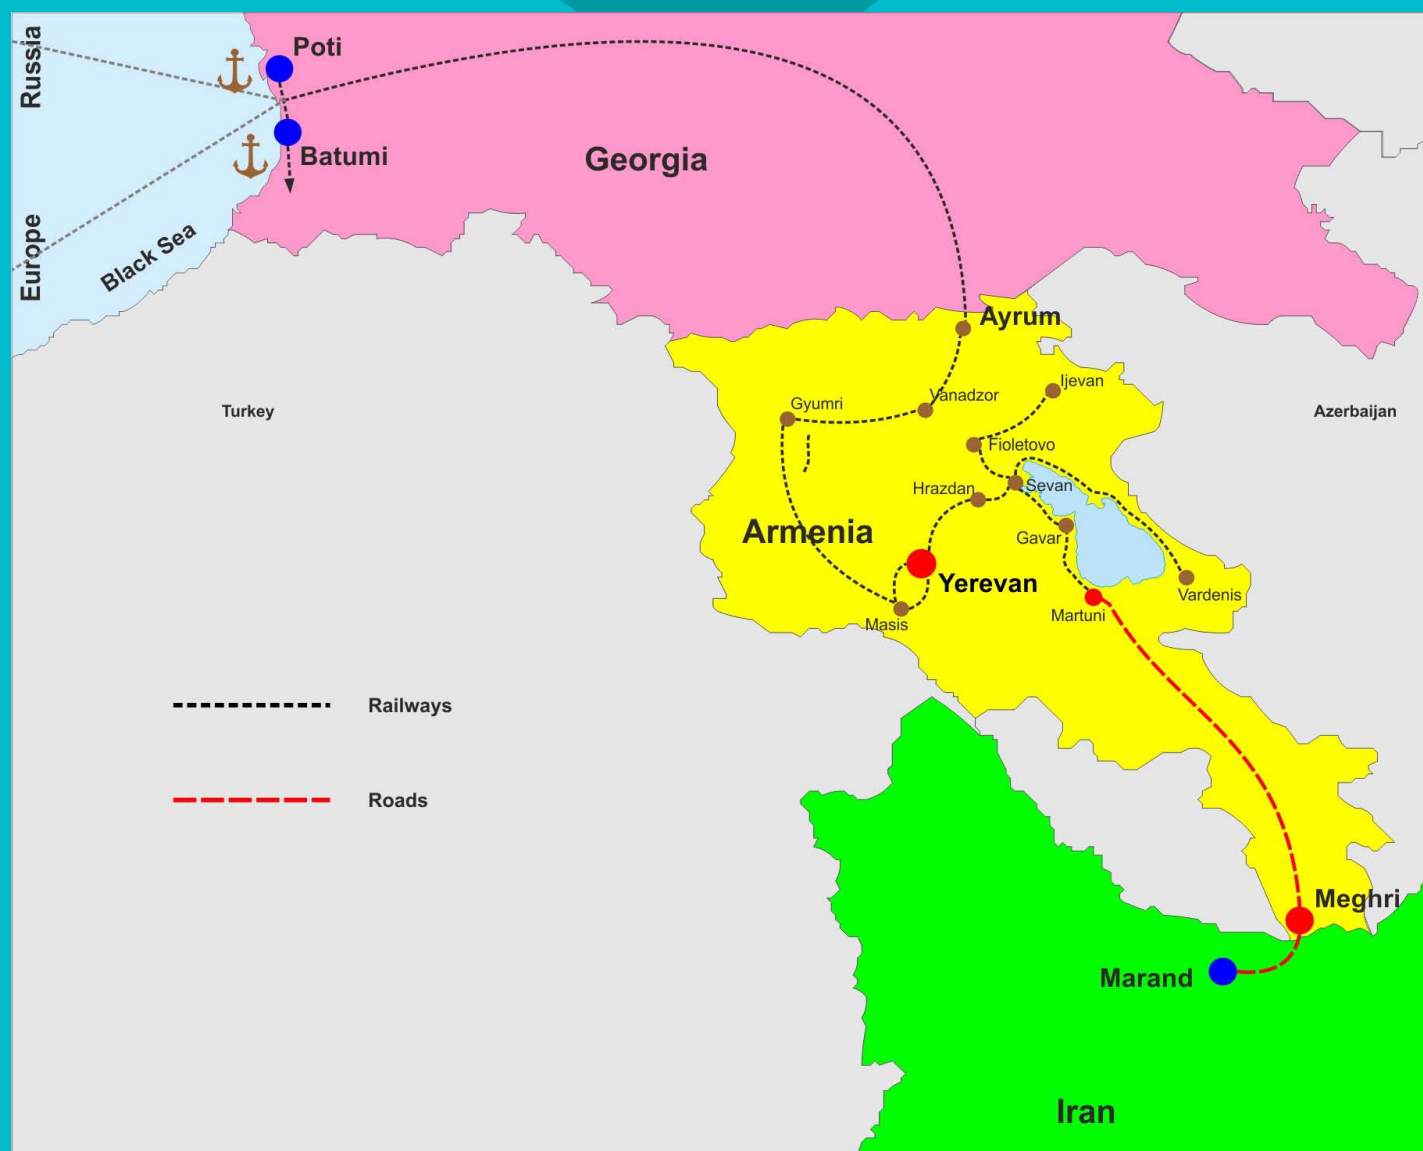 Russia
Poti
Batumi
Georgia
Europe
Black Sea
Ayrum
Ijevan
Vanadzor
Gyumri
Turkey
Azerbaijan
Fioletovo
Hrazdan
Sevan
Armenia
Gavar
Yerevan
Vardenis
Martuni
Masis
Railways
Roads
Meghri
Marand
Iran